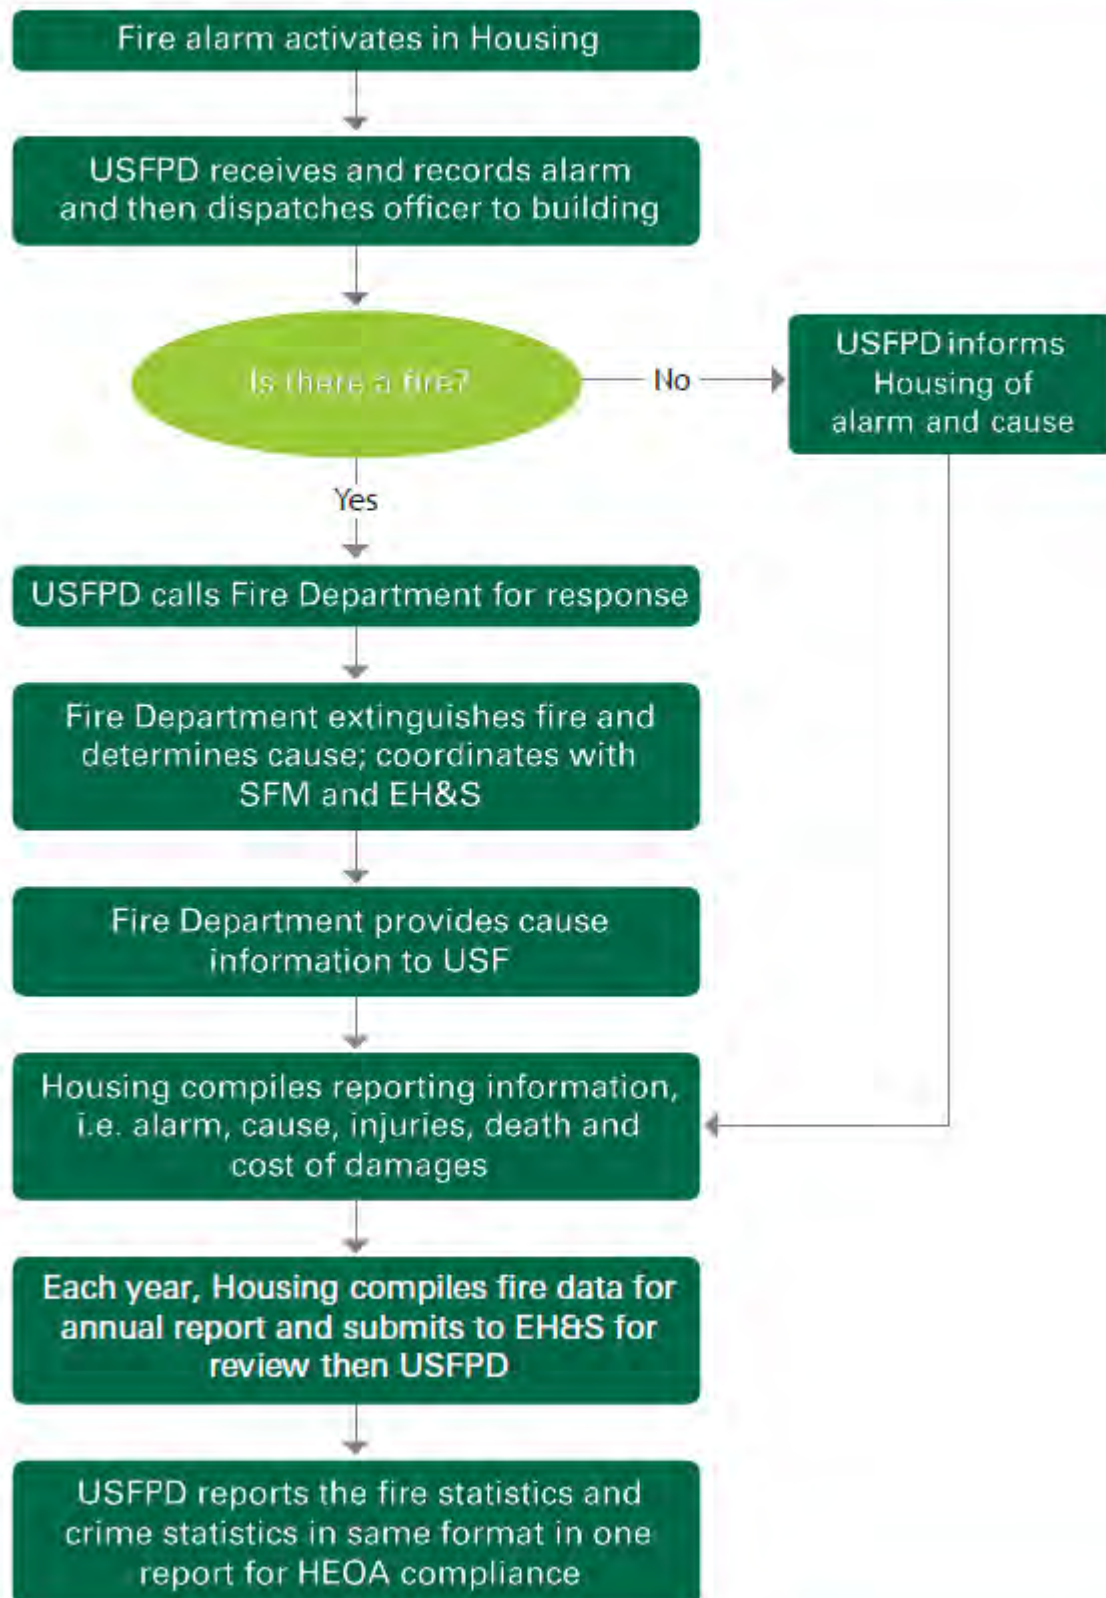 Fire alarm activates in Housing
USFPD receives and records alarm
and then dispatches officer to building
Is there a fire?
No
USFPD informs
Housing of
alarm and cause
Yes
USFPD calls Fire Department for response
Fire Department extinguishes fire and
determines cause; coordinates with
SFM and EH&S
Fire Department provides cause
information to USF
Housing compiles reporting information,
i.e. alarm, cause, injuries, death and
cost of damages
Each year, Housing compiles fire data for
annual report and submits to EH&S for
review then USFPD
USFPD reports the fire statistics and
crime statistics in same format in one
report for HEOA compliance